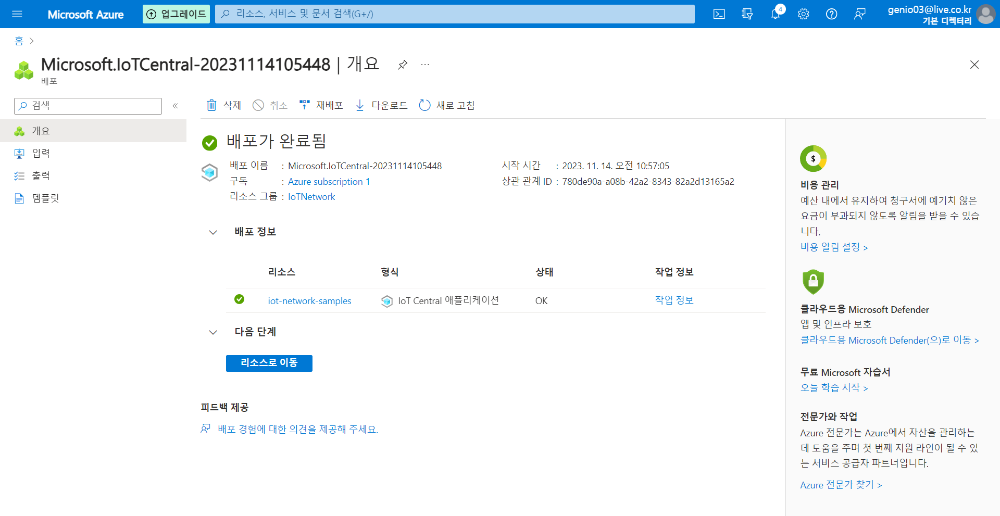 Microsoft Azure
업그레이드
리소스, 서비스 및 문서 검색(G+/)
4
genio03@live.co.kr
기본 디렉터리
홈
Microsoft.IoTCentral-20231114105448 | 개요
배포
검색
«
삭제
취소
재배포
다운로드
새로 고침
개요
입력
출력
템플릿
배포가 완료됨
배포 이름 : Microsoft.IoTCentral-20231114105448
구독 : Azure subscription 1
리소스 그룹 : IoTNetwork
시작 시간 : 2023. 11. 14. 오전 10:57:05
상관 관계 ID : 780de90a-a08b-42a2-8343-82a2d13165a2
배포 정보
리소스 형식 상태 작업 정보
iot-network-samples IoT Central 애플리케이션 OK 작업 정보
다음 단계
리소스로 이동
피드백 제공
배포 경험에 대한 의견을 제공해 주세요.
$
비용 관리
예산 내에서 유지하여 청구서에 예기치 않은
요금이 부과되지 않도록 알림을 받을 수 있습
니다.
비용 알림 설정 >
클라우드용 Microsoft Defender
앱 및 인프라 보호
클라우드용 Microsoft Defender(으)로 이동 >
무료 Microsoft 자습서
오늘 학습 시작 >
전문가와 작업
Azure 전문가는 Azure에서 자산을 관리하는
데 도움을 주며 첫 번째 지원 라인이 될 수 있
는 서비스 공급자 파트너입니다.
Azure 전문가 찾기 >